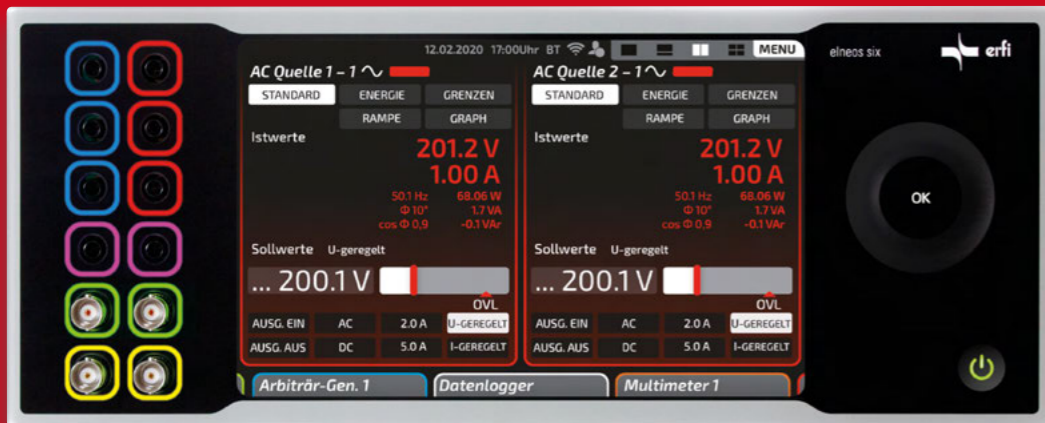 12.02.2020 17:00Uhr BT MENU
elneos six erfi
AC Quelle 1 – 1
STANDARD ENERGIE GRENZEN
RAMPE GRAPH
Istwerte
201.2 V
1.00 A
50.1 Hz 68.06 W
Φ 10° 1.7 VA
cos Φ 0,9 -0.1 VAr
Sollwerte U-geregelt
... 200.1 V
OVL
AUSG. EIN AC 2.0 A U-GEREGELT
AUSG. AUS DC 5.0 A I-GEREGELT
AC Quelle 2 – 1
STANDARD ENERGIE GRENZEN
RAMPE GRAPH
Istwerte
201.2 V
1.00 A
50.1 Hz 68.06 W
Φ 10° 1.7 VA
cos Φ 0,9 -0.1 VAr
Sollwerte U-geregelt
... 200.1 V
OVL
AUSG. EIN AC 2.0 A U-GEREGELT
AUSG. AUS DC 5.0 A I-GEREGELT
OK
Arbiträr-Gen. 1 Datenlogger Multimeter 1